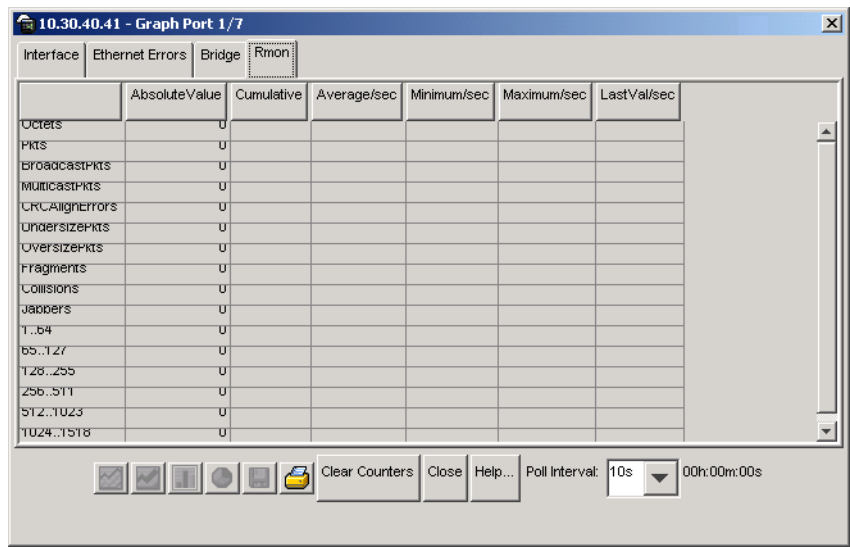 10.30.40.41 - Graph Port 1/7
Interface Ethernet Errors Bridge Rmon
AbsoluteValue Cumulative Average/sec Minimum/sec Maximum/sec LastVal/sec
Octets 0
Pkts 0
BroadcastPkts 0
MulticastPkts 0
CRCAlignErrors 0
UndersizePkts 0
OversizePkts 0
Fragments 0
Collisions 0
Jabbers 0
1..64 0
65..127 0
128..255 0
256..511 0
512..1023 0
1024..1518 0
Clear Counters Close Help... Poll Interval: 10s 00h:00m:00s